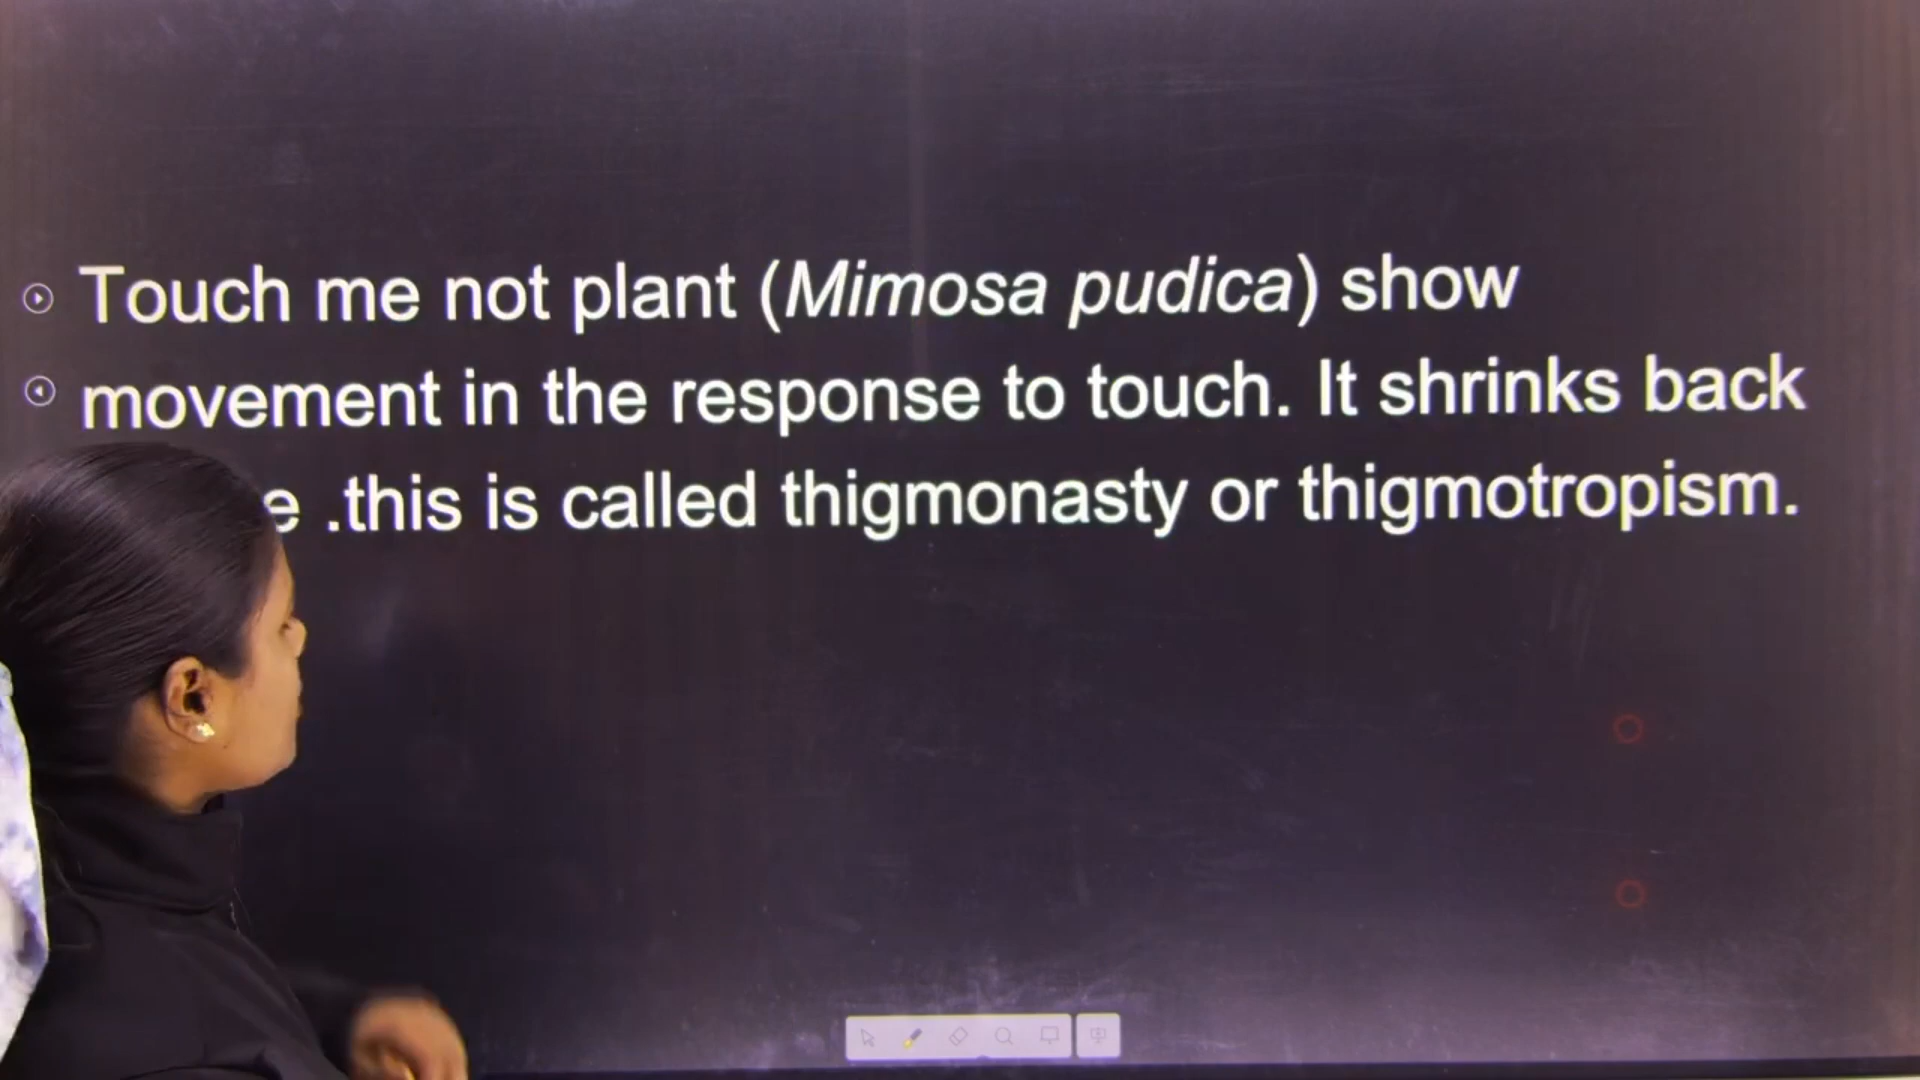 Touch me not plant (Mimosa pudica) show
movement in the response to touch. It shrinks back
.this is called thigmonasty or thigmotropism.